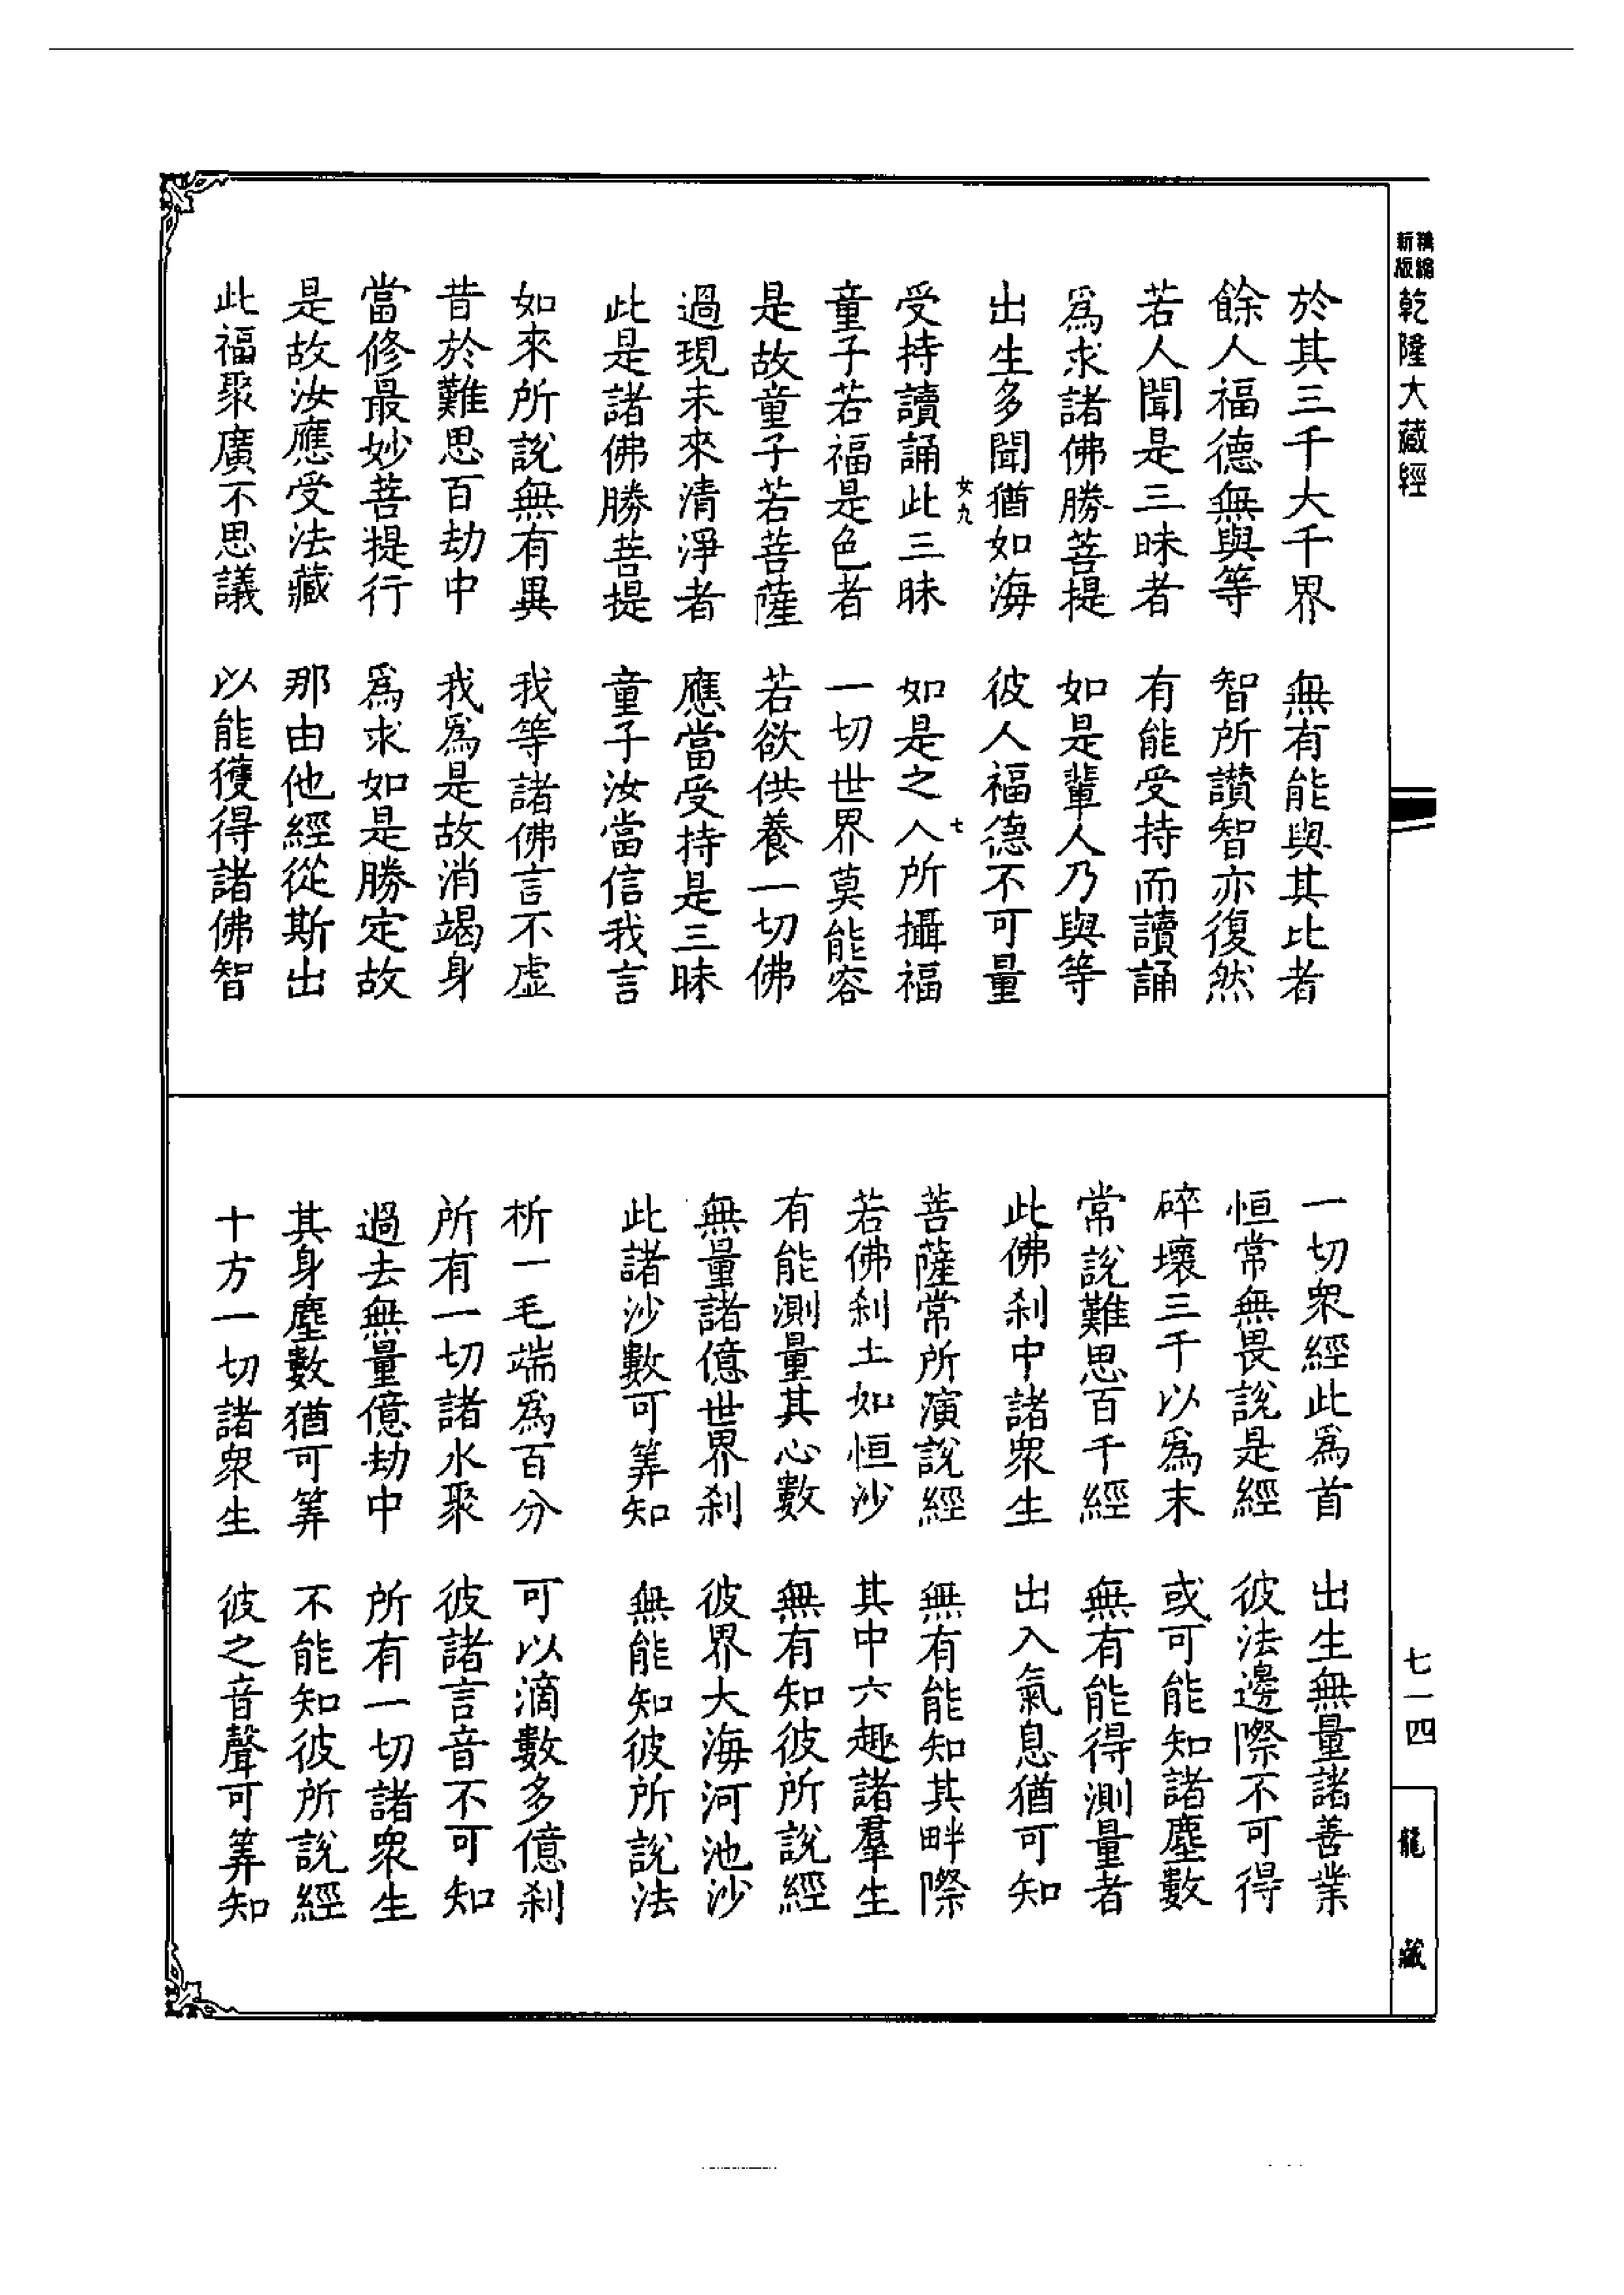 新版精縮乾隆大藏經
於其三千大千界 無有能與其比者
餘人福德無與等 智所讚智亦復然
若人聞是三昧者 有能受持而讀誦
爲求諸佛勝菩提 如是輩人乃與等
出生多聞猶如海 彼人福德不可量
女九 七
受持讀誦此三昧 如是之人所攝福
童子若福是色者 一切世界莫能容
是故童子若菩薩 若欲供養一切佛
過現未來清淨者 應當受持是三昧
此是諸佛勝菩提 童子汝當信我言
如來所說無有異 我等諸佛言不虛
昔於難思百劫中 我爲是故消竭身
當修最妙菩提行 爲求如是勝定故
是故汝應受法藏 那由他經從斯出
此福聚廣不思議 以能獲得諸佛智
一切衆經此爲首 出生無量諸善業
恒常無畏說是經 彼法邊際不可得
碎壞三千以爲末 或可能知諸塵數
常說難思百千經 無有能得測量者
此佛刹中諸衆生 出入氣息猶可知
菩薩常所演說經 無有能知其畔際
若佛刹土如恒沙 其中六趣諸羣生
有能測量其心數 無有知彼所說經
無量諸億世界刹 彼界大海河池沙
此諸沙數可筭知 無能知彼所說法
析一毛端爲百分 可以滴數多億刹
所有一切諸水聚 彼諸言音不可知
過去無量億劫中 所有一切諸衆生
其身塵數猶可筭 不能知彼所說經
十方一切諸衆生 彼之音聲可筭知
七一四
龍藏